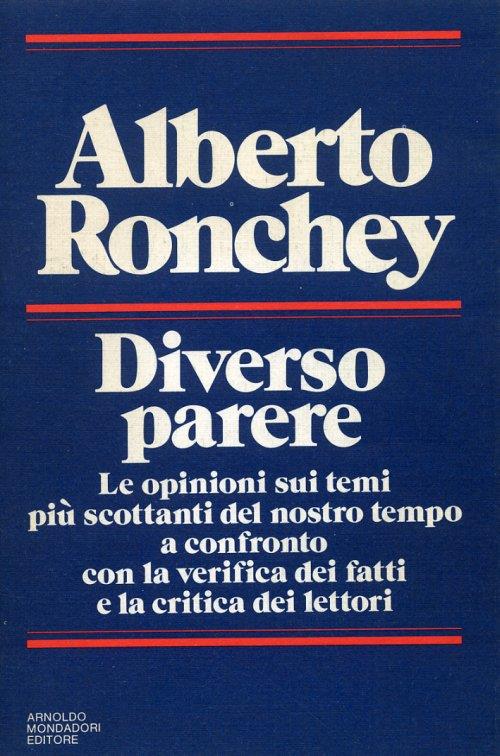 Alberto
Ronchey
Diverso
parere
Le opinioni sui temi
più scottanti del nostro tempo
a confronto
con la verifica dei fatti
e la critica dei lettori
ARNOLDO
MONDADORI
EDITORE